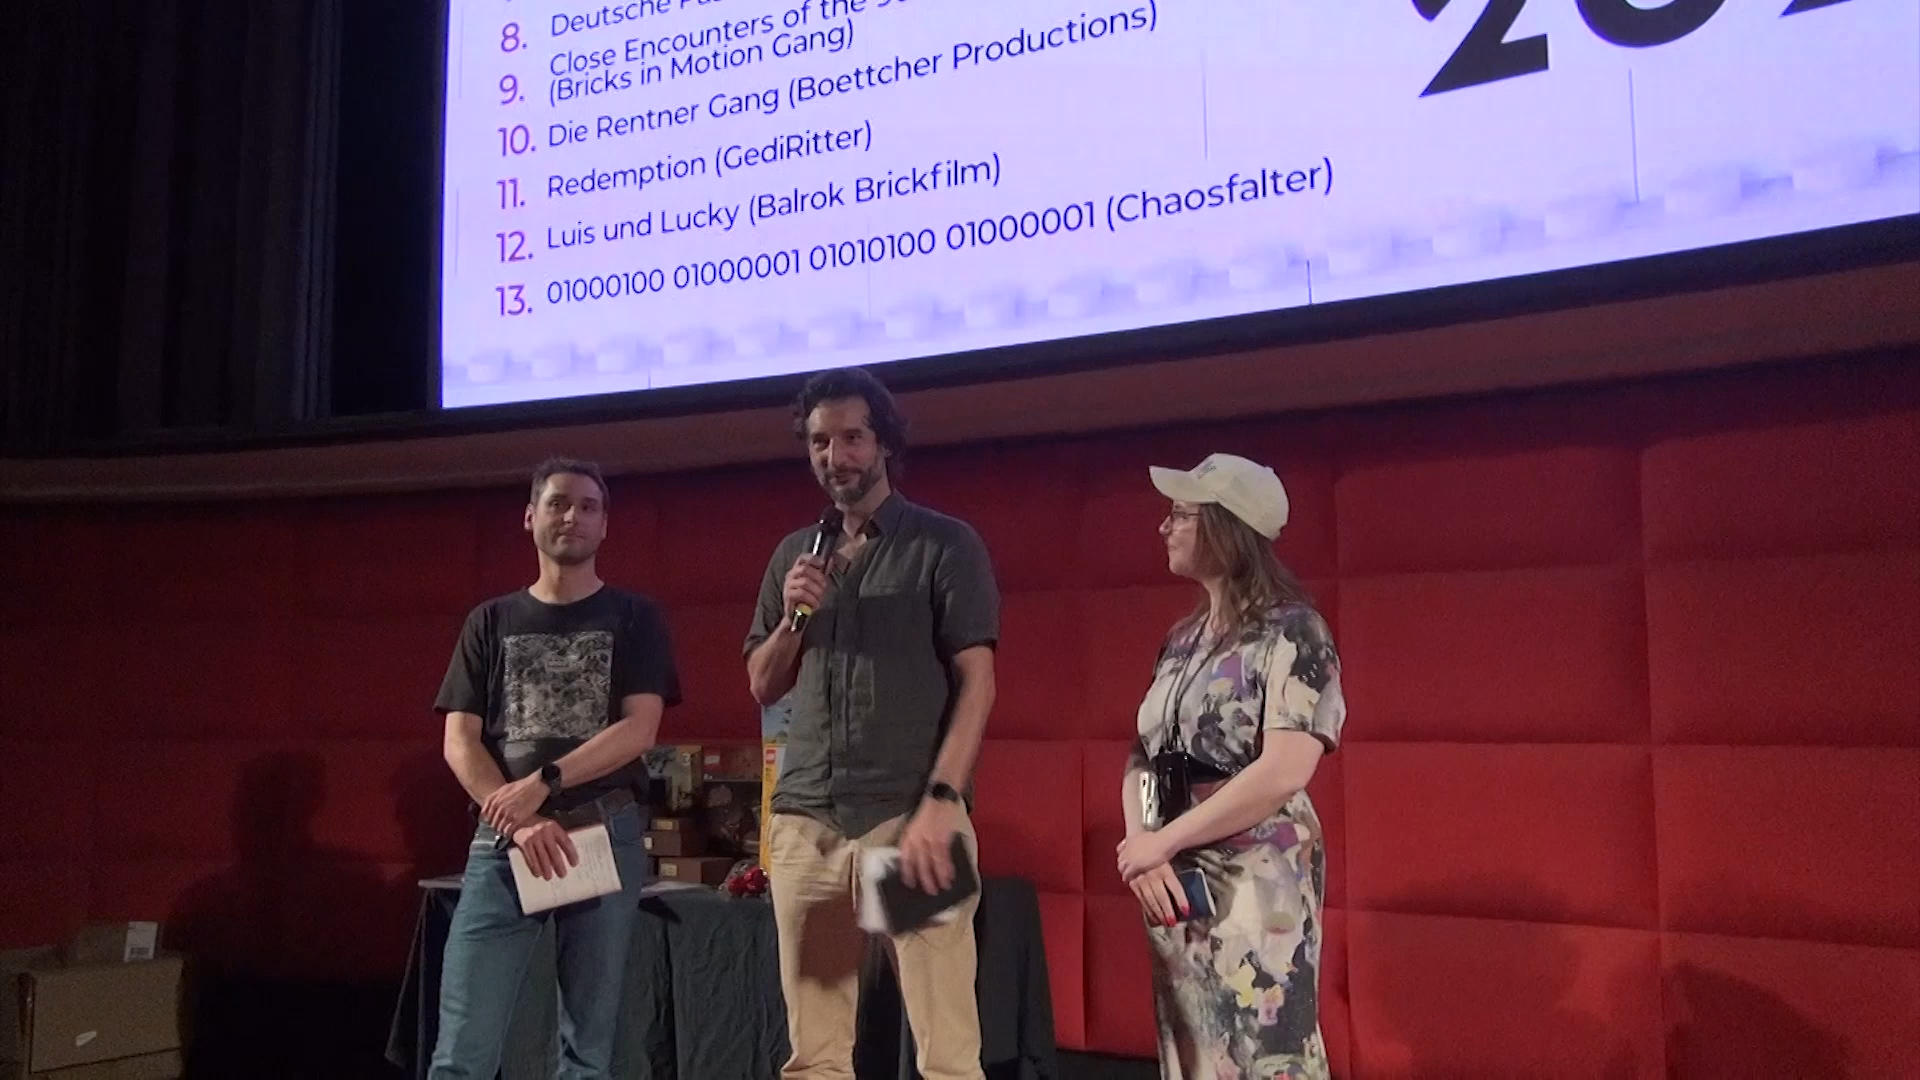 8. Deutsche
Close Encounters of the
9. (Bricks in Motion Gang)
10. Die Rentner Gang (Boettcher Productions)
11. Redemption (GediRitter)
12. Luis und Lucky (Balrok Brickfilm)
13. 01000100 01000001 01010100 01000001 (Chaosfalter)